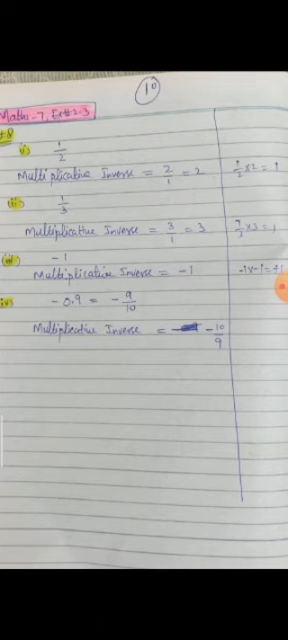 10
Maths-7, Ex#2.3
Q#8
(i) 1/2
Multiplicative Inverse = 2/1 = 2 1/2 x 2 = 1
(ii) 1/3
Multiplicative Inverse = 3/1 = 3 1/3 x 3 = 1
(iii) -1
Multiplicative Inverse = -1 -1 x -1 = +1
(iv) -0.9 = -9/10
Multiplicative Inverse = -10/9